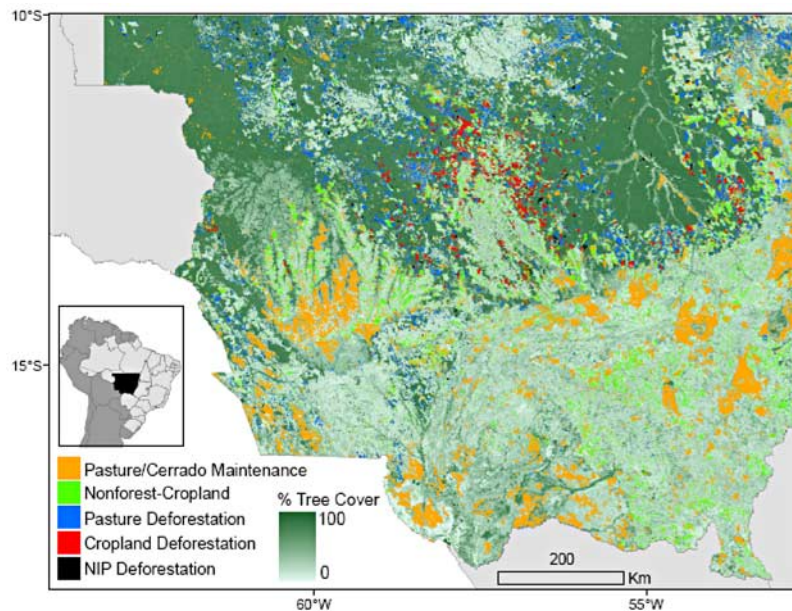 10°S
15°S
Pasture/Cerrado Maintenance
Nonforest-Cropland
Pasture Deforestation
Cropland Deforestation
NIP Deforestation
% Tree Cover
100
0
200
Km
60°W
55°W